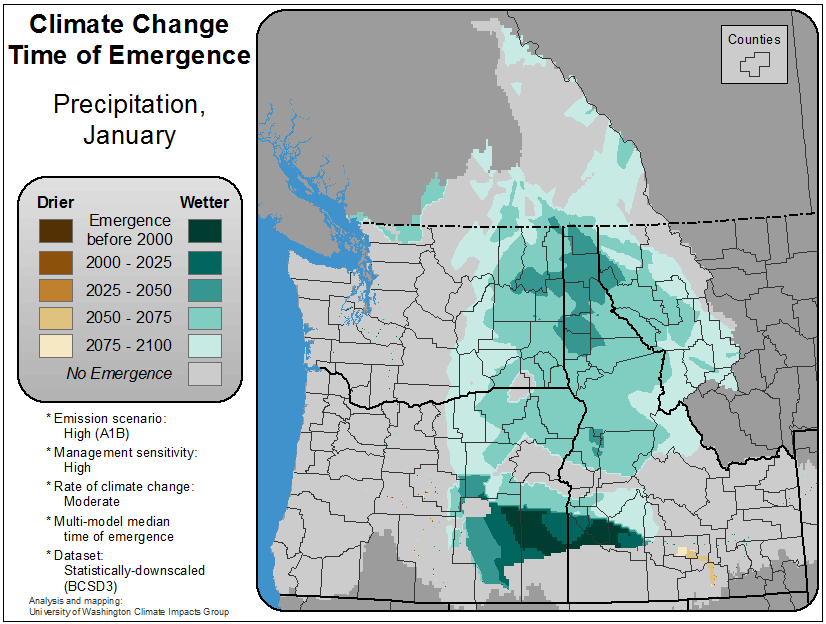 Climate Change
Time of Emergence
Precipitation,
January
Counties
Drier
Wetter
Emergence
before 2000
2000 - 2025
2025 - 2050
2050 - 2075
2075 - 2100
No Emergence
* Emission scenario:
High (A1B)
* Management sensitivity:
High
* Rate of climate change:
Moderate
* Multi-model median
time of emergence
* Dataset:
Statistically-downscaled
(BCSD3)
Analysis and mapping:
University of Washington Climate Impacts Group